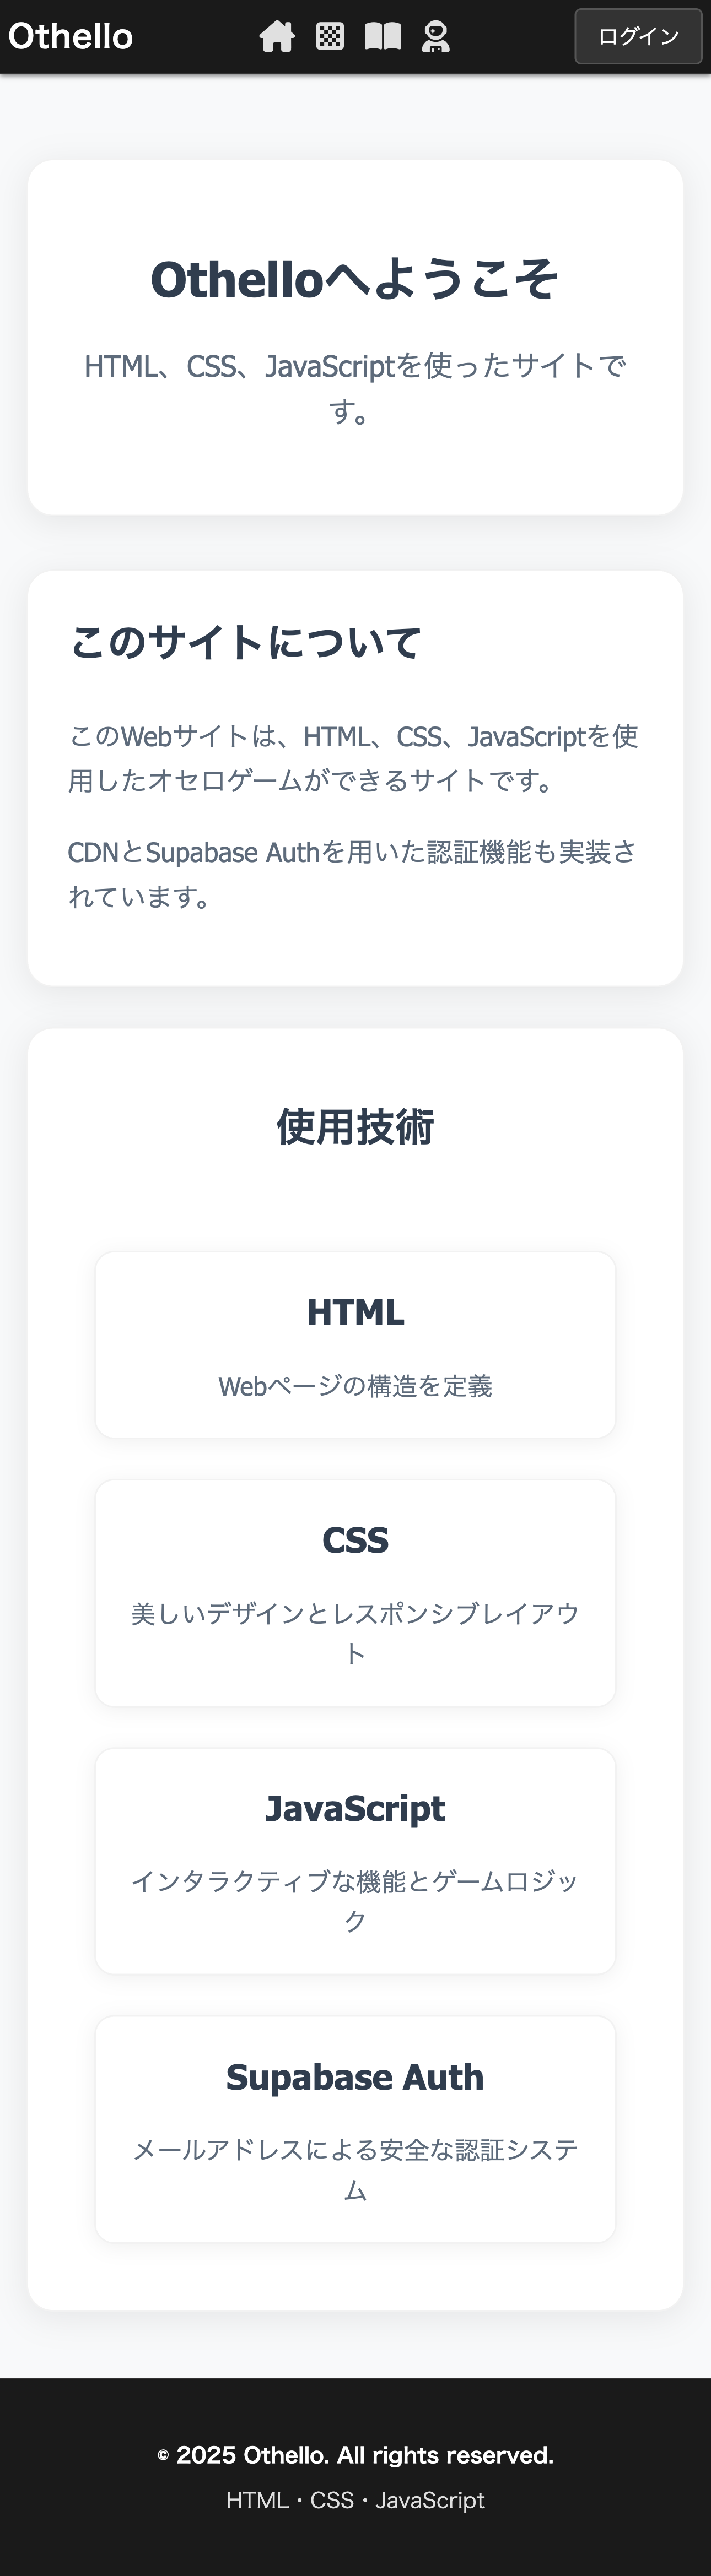 Othello
ログイン
Othelloへようこそ
HTML、CSS、JavaScriptを使ったサイトで
す。
このサイトについて
このWebサイトは、HTML、CSS、JavaScriptを使
用したオセロゲームができるサイトです。
CDNとSupabase Authを用いた認証機能も実装さ
れています。
使用技術
HTML
Webページの構造を定義
CSS
美しいデザインとレスポンシブレイアウ
ト
JavaScript
インタラクティブな機能とゲームロジッ
ク
Supabase Auth
メールアドレスによる安全な認証システ
ム
© 2025 Othello. All rights reserved.
HTML・CSS・JavaScript